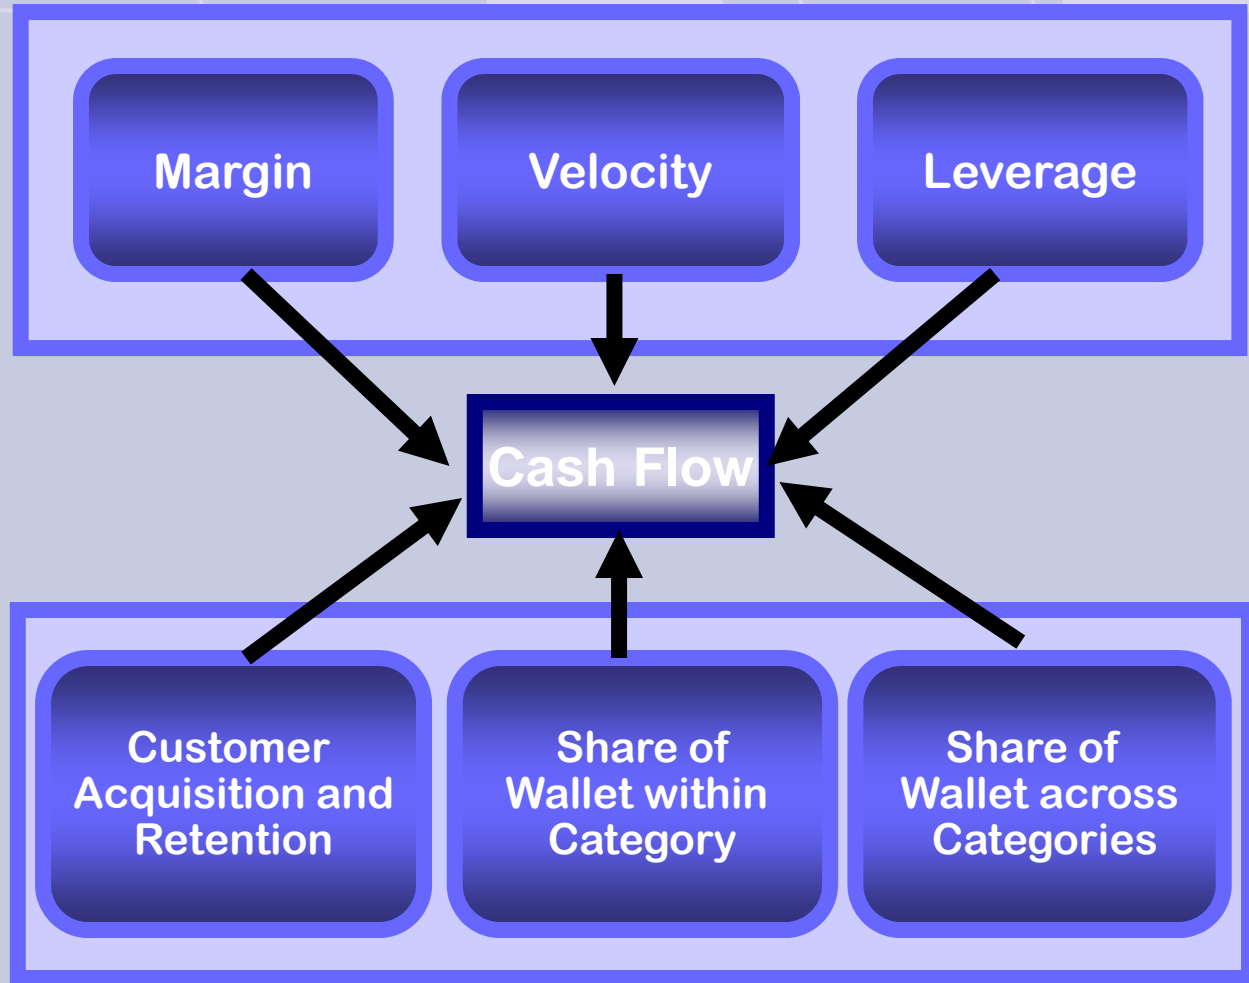 Margin
Velocity
Leverage
Cash Flow
Customer
Acquisition and
Retention
Share of
Wallet within
Category
Share of
Wallet across
Categories